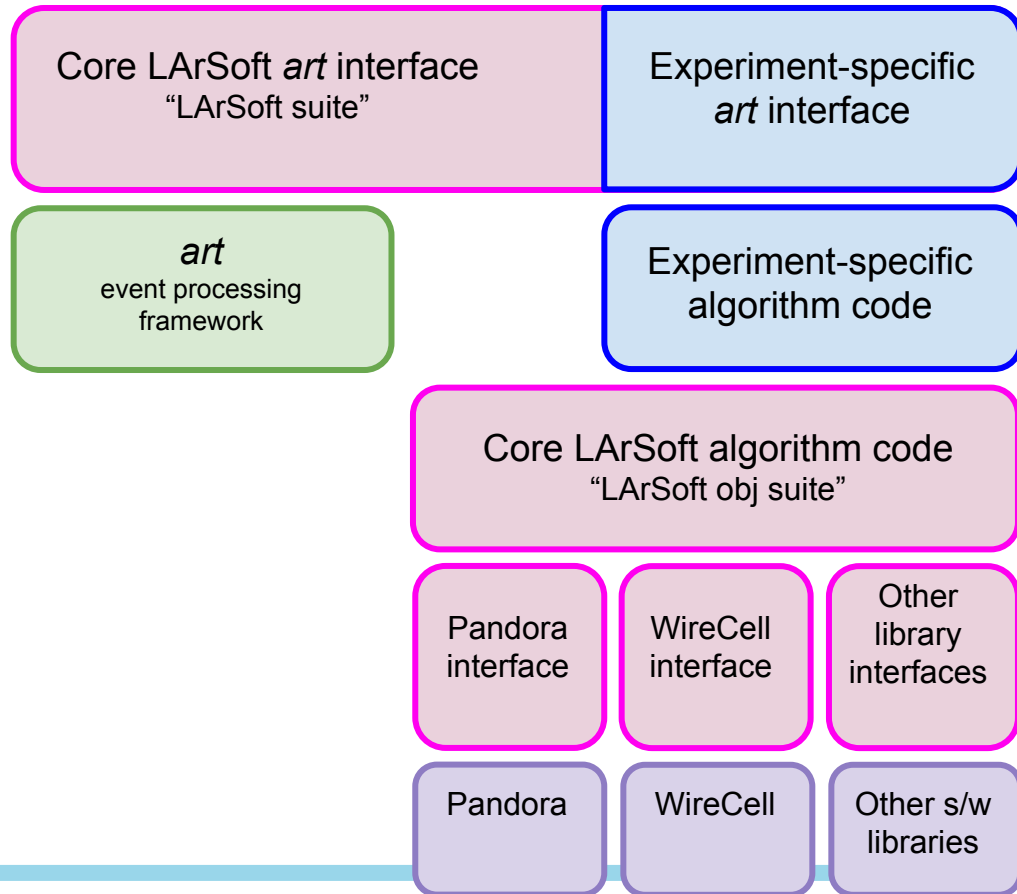 Core LArSoft art interface
“LArSoft suite”
Experiment-specific
art interface
art
event processing
framework
Experiment-specific
algorithm code
Core LArSoft algorithm code
“LArSoft obj suite”
Pandora
interface
WireCell
interface
Other
library
interfaces
Pandora
WireCell
Other s/w
libraries